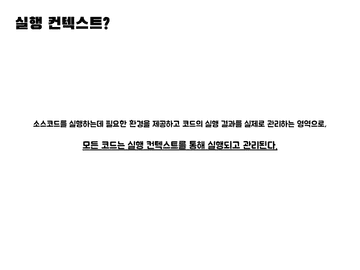 실행 컨텍스트?
소스코드를 실행하는데 필요한 환경을 제공하고 코드의 실행 결과를 실제로 관리하는 영역으로,
모든 코드는 실행 컨텍스트를 통해 실행되고 관리된다.